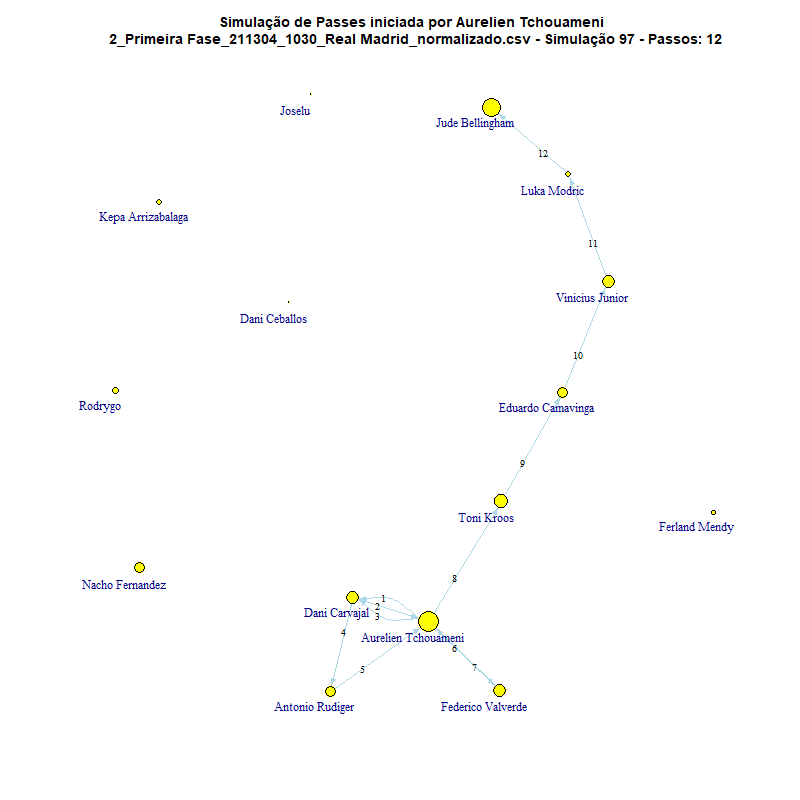 Simulação de Passes iniciada por Aurelien Tchouameni
2_Primeira Fase_211304_1030_Real Madrid_normalizado.csv - Simulação 97 - Passos: 12
Joselu
Jude Bellingham
12
Luka Modric
Kepa Arrizabalaga
11
Vinicius Junior
Dani Ceballos
10
Rodrygo
Eduardo Camavinga
9
Toni Kroos
Ferland Mendy
8
Nacho Fernandez
1
2
Dani Carvajal
3
4
Aurelien Tchouameni
6
5
7
Antonio Rudiger
Federico Valverde